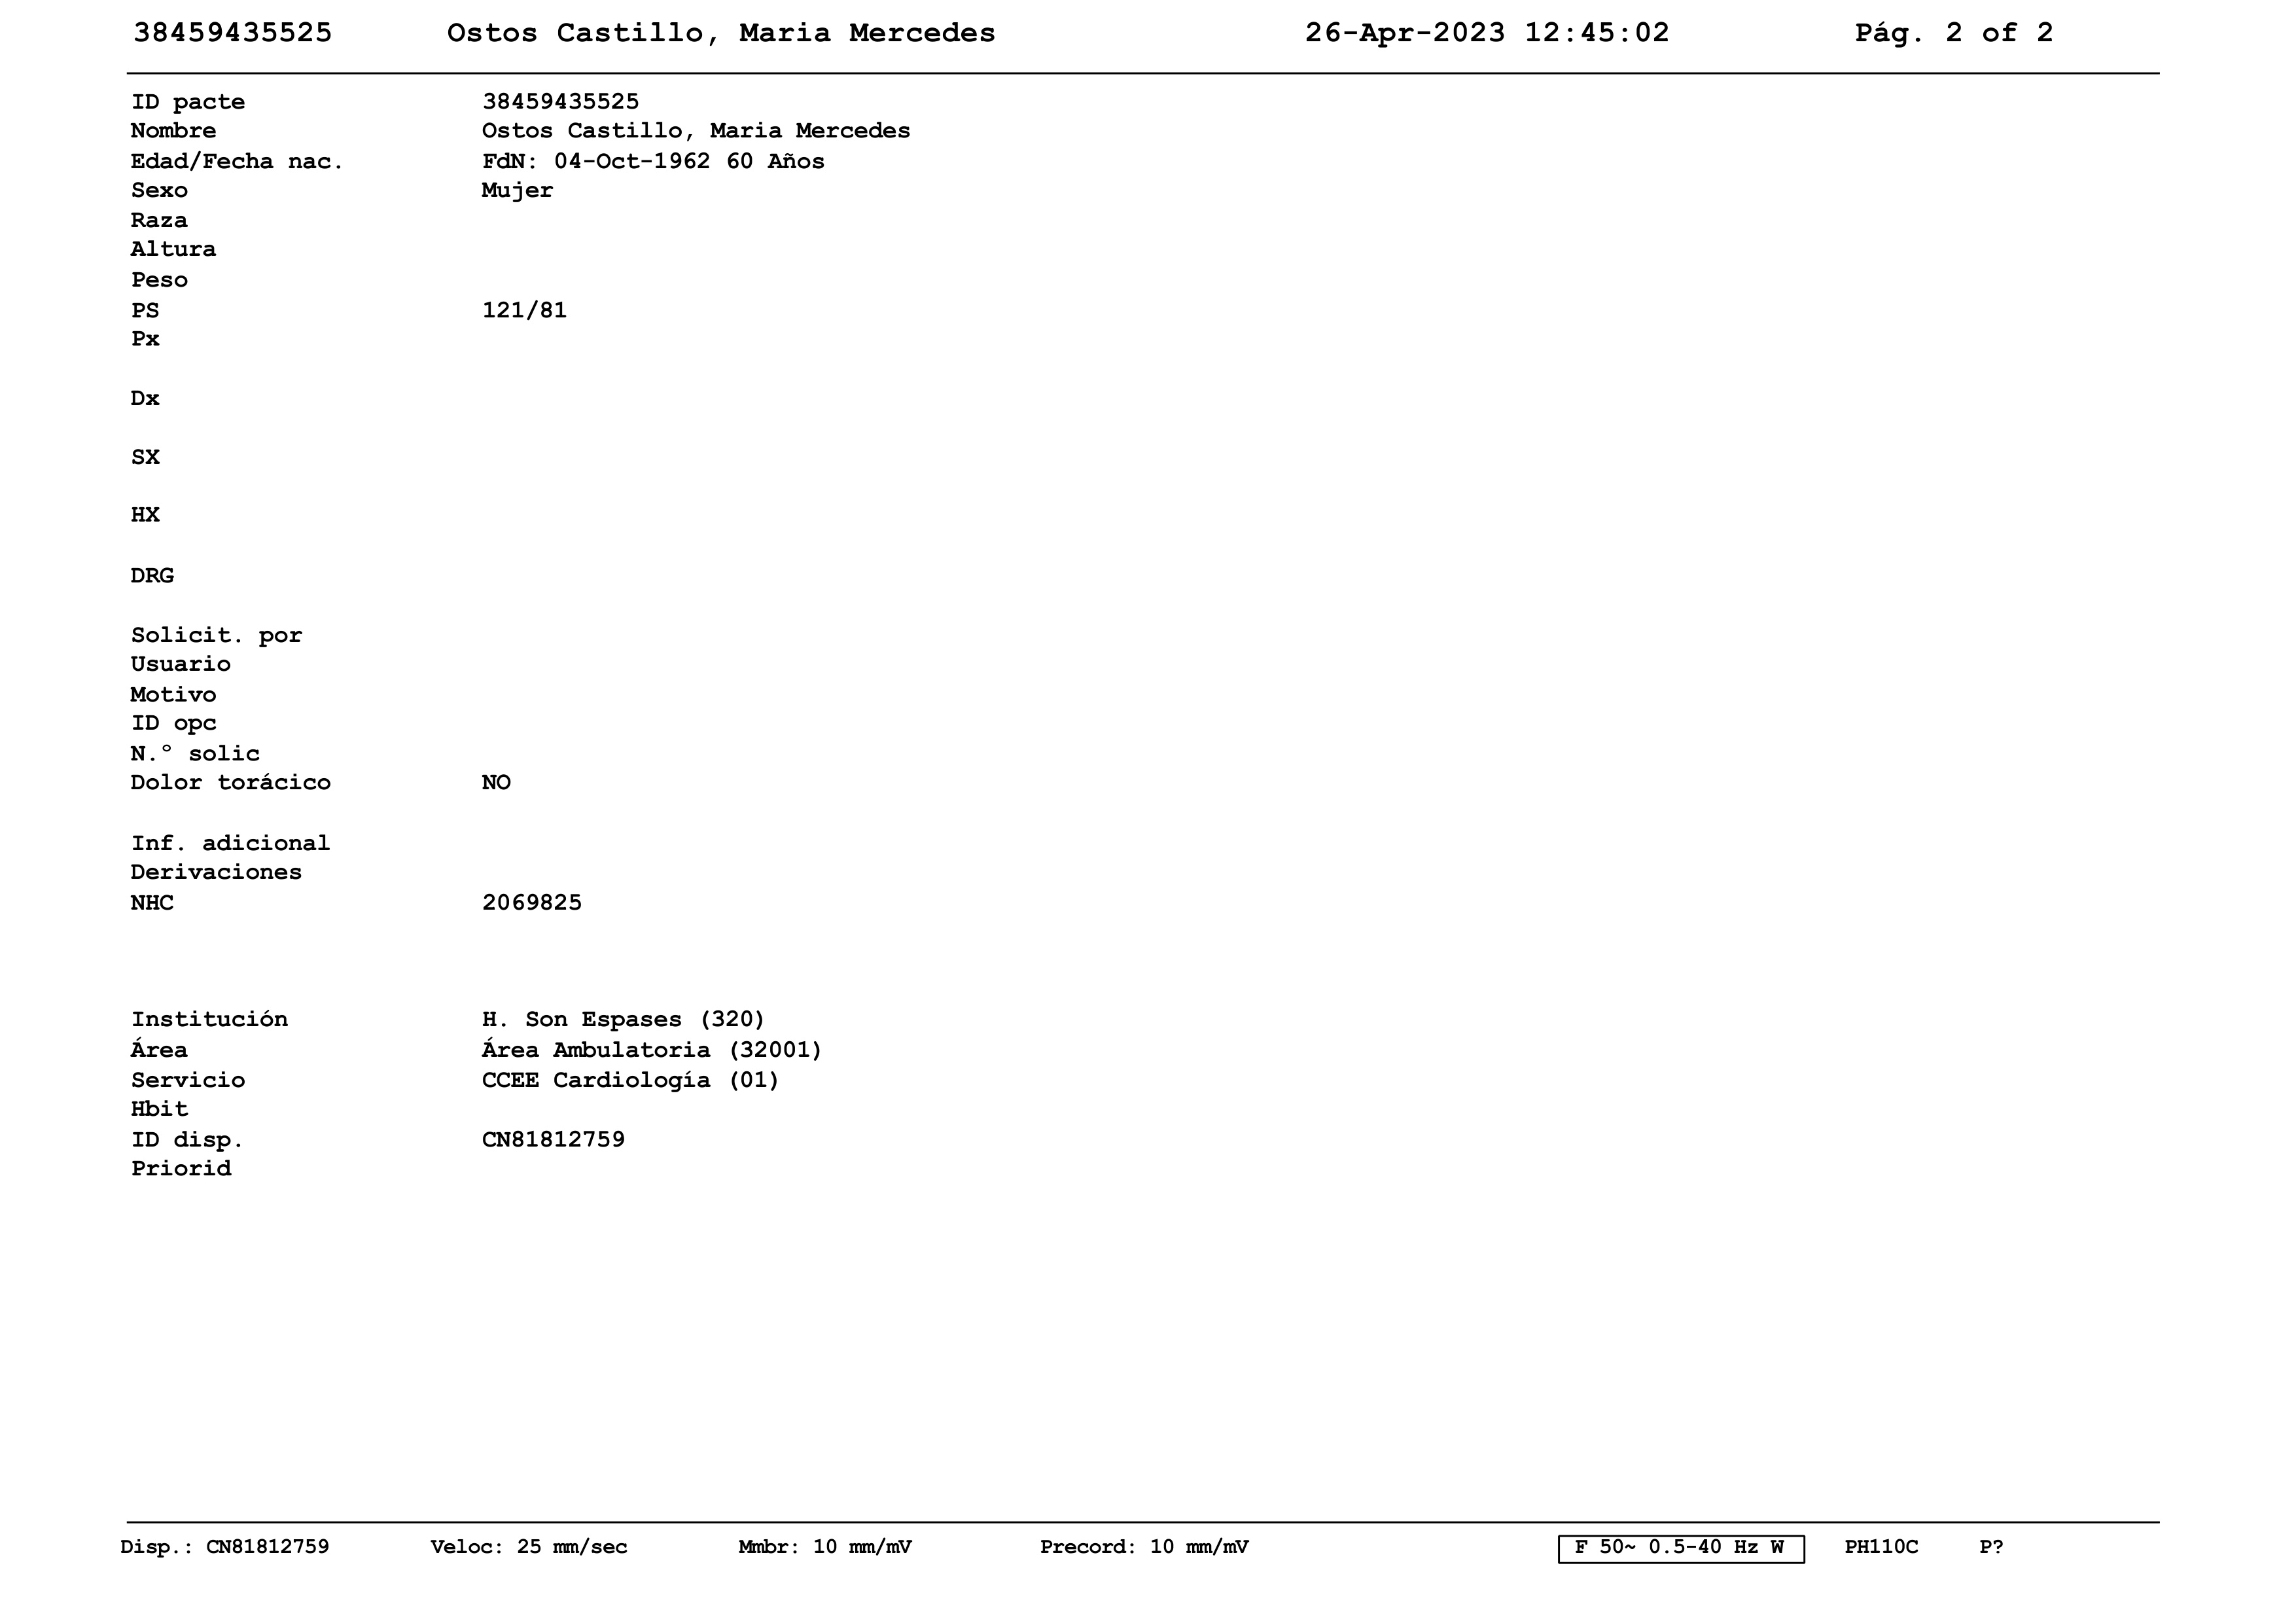 38459435525 Ostos Castillo, Maria Mercedes 26-Apr-2023 12:45:02 Pág. 2 of 2
ID pacte 38459435525
Nombre Ostos Castillo, Maria Mercedes
Edad/Fecha nac. FdN: 04-Oct-1962 60 Años
Sexo Mujer
Raza
Altura
Peso
PS 121/81
Px
Dx
SX
HX
DRG
Solicit. por
Usuario
Motivo
ID opc
N.º solic
Dolor torácico NO
Inf. adicional
Derivaciones
NHC 2069825
Institución H. Son Espases (320)
Área Área Ambulatoria (32001)
Servicio CCEE Cardiología (01)
Hbit
ID disp. CN81812759
Priorid
Disp.: CN81812759 Veloc: 25 mm/sec Mmbr: 10 mm/mV Precord: 10 mm/mV F 50~ 0.5-40 Hz W PH110C P?